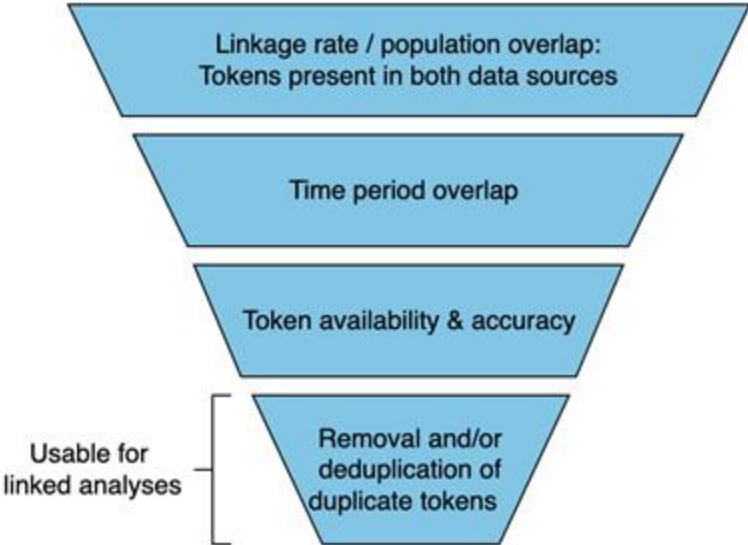 Linkage rate / population overlap:
Tokens present in both data sources
Time period overlap
Token availability & accuracy
Removal and/or
deduplication of
duplicate tokens
Usable for
linked analyses